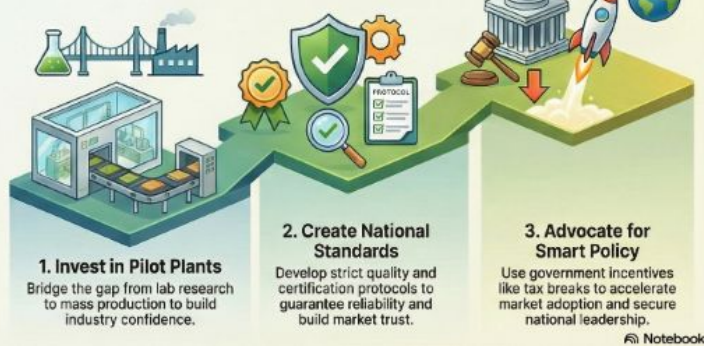 PROTOCOL
1. Invest in Pilot Plants
Bridge the gap from lab research
to mass production to build
industry confidence.
2. Create National
Standards
Develop strict quality and
certification protocols to
guarantee reliability and
build market trust.
3. Advocate for
Smart Policy
Use government incentives
like tax breaks to accelerate
market adoption and secure
national leadership.
Notebook